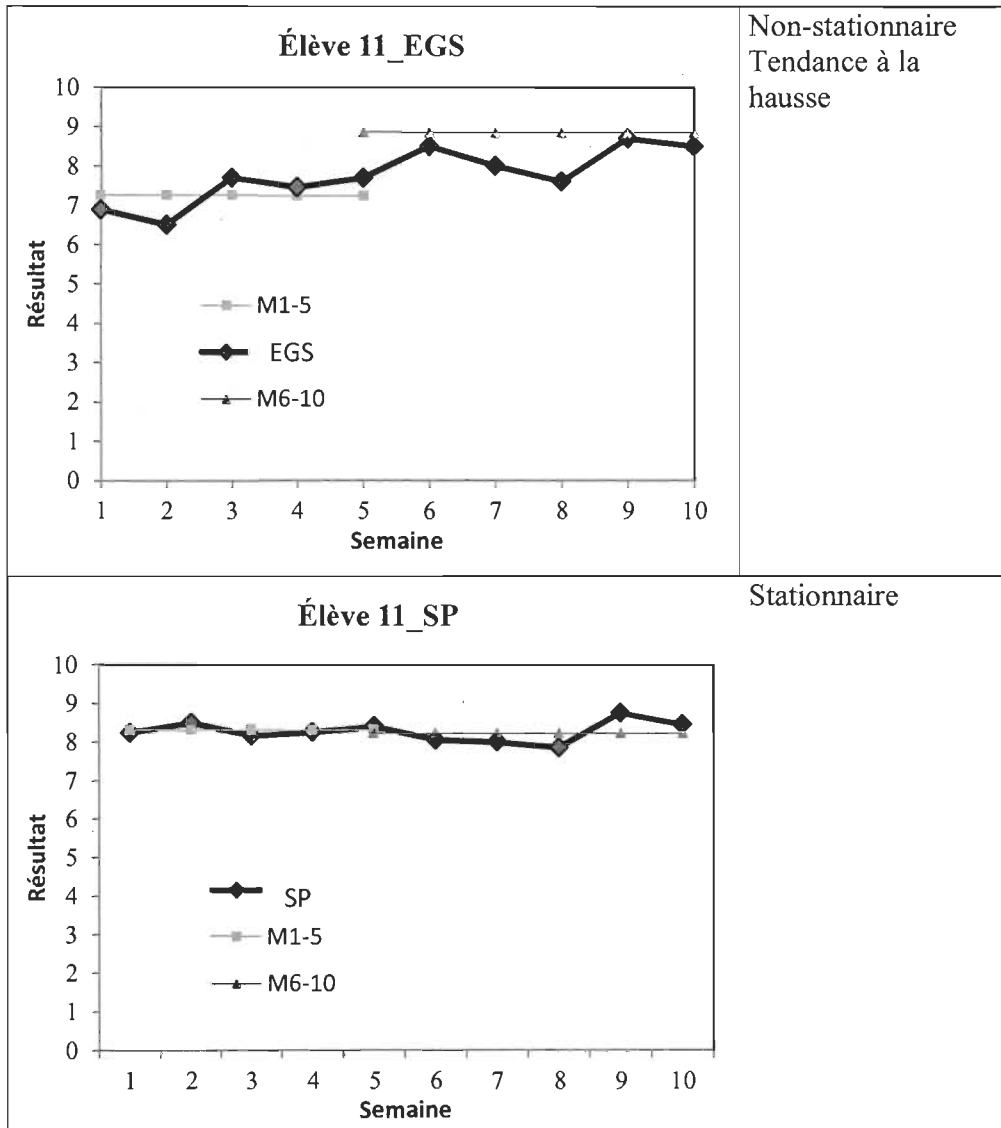 Élève 11_EGS
10
9
8
7
6
5
4
3
2
1
0
Résultat
M1-5
EGS
M6-10
1 2 3 4 5 6 7 8 9 10
Semaine
Non-stationnaire
Tendance à la
hausse
Élève 11_SP
10
9
8
7
6
5
4
3
2
1
0
Résultat
SP
M1-5
M6-10
1 2 3 4 5 6 7 8 9 10
Semaine
Stationnaire